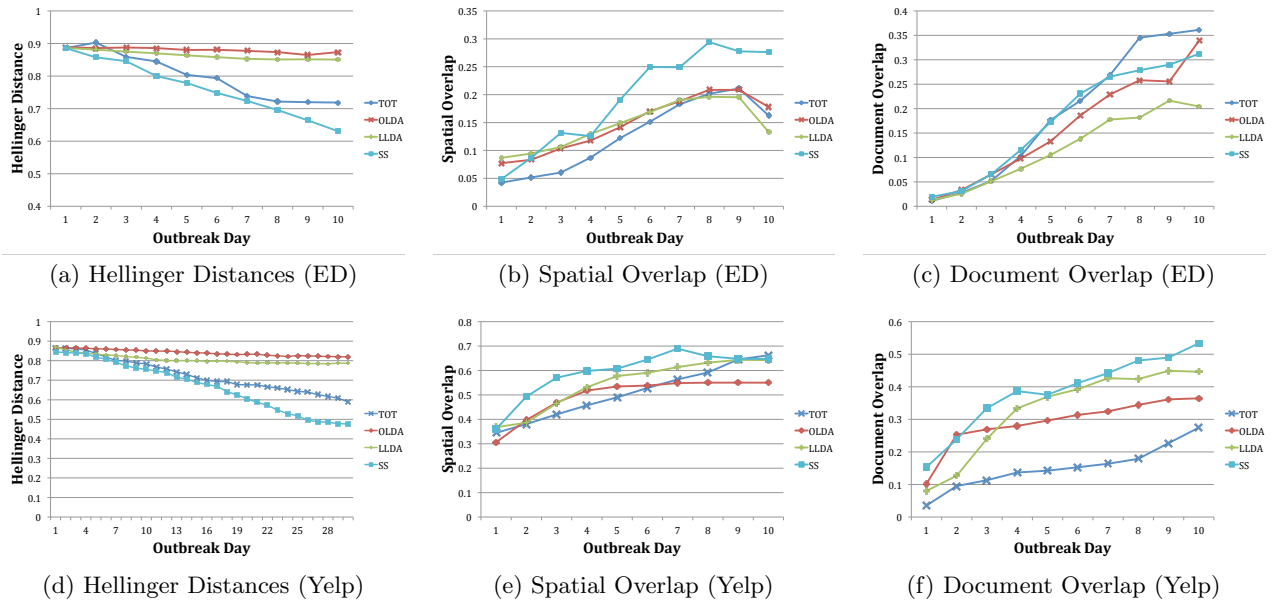 1
0.9
0.8
0.7
0.6
0.5
0.4
Hellinger Distance
1 2 3 4 5 6 7 8 9 10
Outbreak Day
TOT
OLDA
LLDA
SS
(a) Hellinger Distances (ED)
0.35
0.3
0.25
0.2
0.15
0.1
0.05
0
Spatial Overlap
1 2 3 4 5 6 7 8 9 10
Outbreak Day
TOT
OLDA
LLDA
SS
(b) Spatial Overlap (ED)
0.4
0.35
0.3
0.25
0.2
0.15
0.1
0.05
0
Document Overlap
1 2 3 4 5 6 7 8 9 10
Outbreak Day
TOT
OLDA
LLDA
SS
(c) Document Overlap (ED)
1
0.9
0.8
0.7
0.6
0.5
0.4
0.3
0.2
0.1
0
Hellinger Distance
1 4 7 10 13 16 19 22 25 28
Outbreak Day
TOT
OLDA
LLDA
SS
(d) Hellinger Distances (Yelp)
0.8
0.7
0.6
0.5
0.4
0.3
0.2
0.1
0
Spatial Overlap
1 2 3 4 5 6 7 8 9 10
Outbreak Day
TOT
OLDA
LLDA
SS
(e) Spatial Overlap (Yelp)
0.6
0.5
0.4
0.3
0.2
0.1
0
Document Overlap
1 2 3 4 5 6 7 8 9 10
Outbreak Day
TOT
OLDA
LLDA
SS
(f) Document Overlap (Yelp)